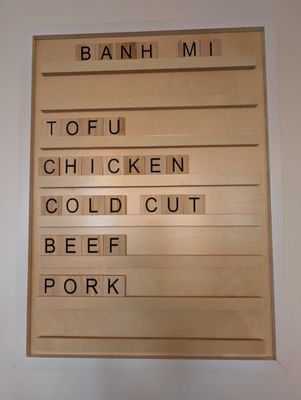 BANH MI
TOFU
CHICKEN
COLD CUT
BEEF
PORK